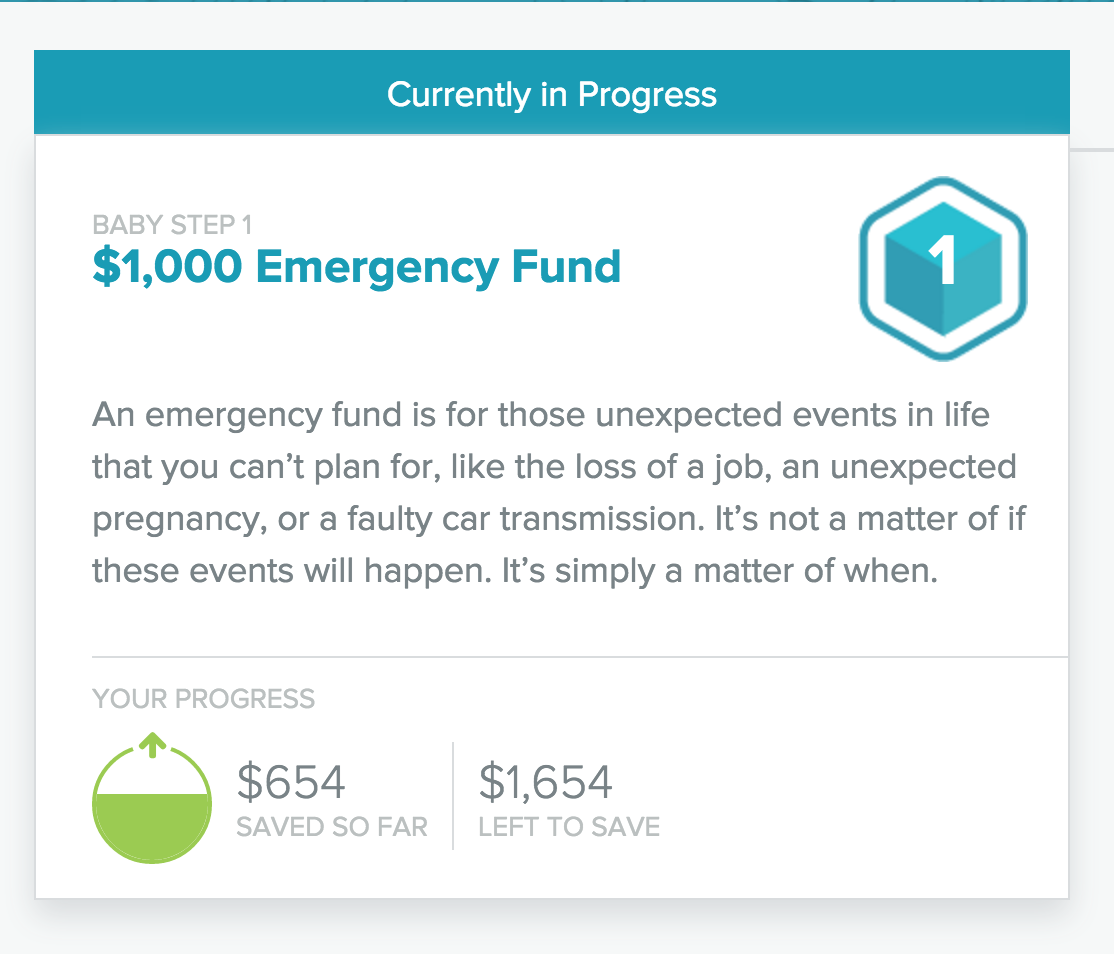 Currently in Progress
BABY STEP 1
$1,000 Emergency Fund
1
An emergency fund is for those unexpected events in life
that you can’t plan for, like the loss of a job, an unexpected
pregnancy, or a faulty car transmission. It’s not a matter of if
these events will happen. It’s simply a matter of when.
YOUR PROGRESS
$654
SAVED SO FAR
$1,654
LEFT TO SAVE